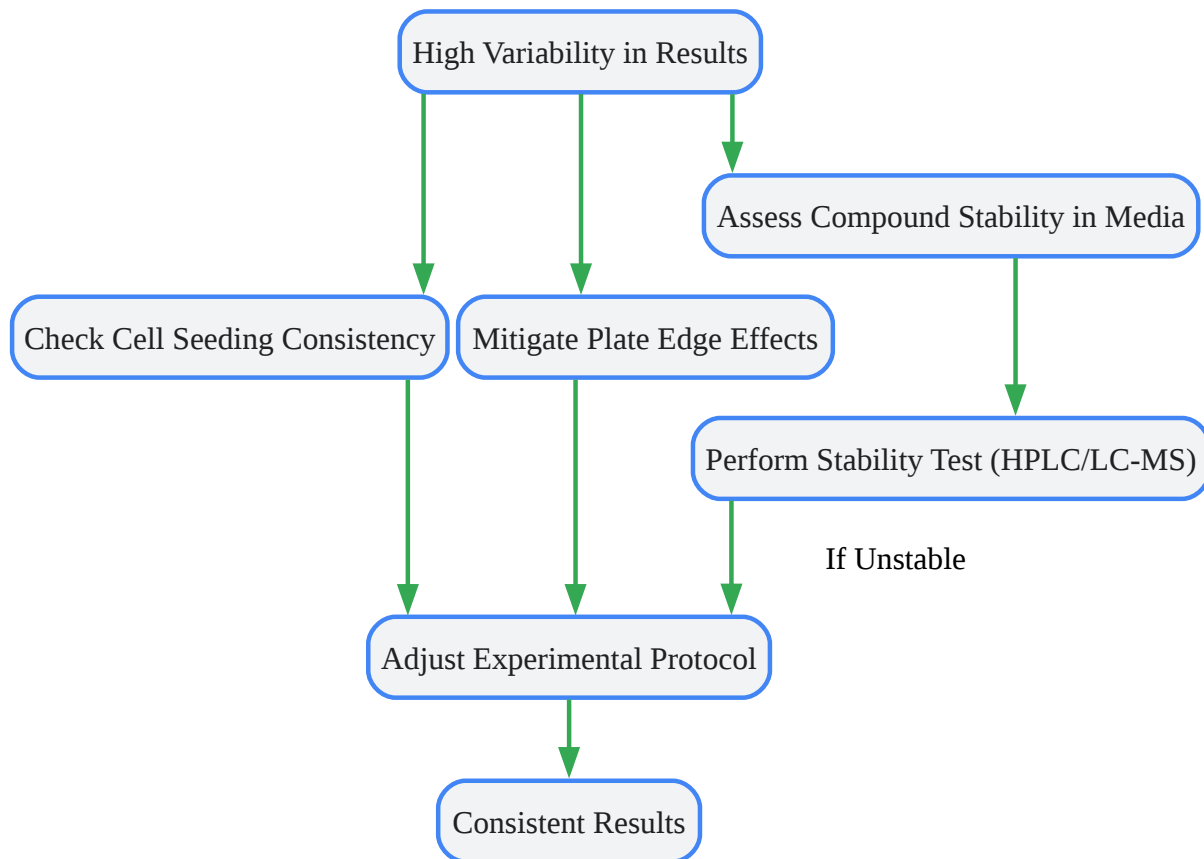 High Variability in Results
Assess Compound Stability in Media
Check Cell Seeding Consistency
Mitigate Plate Edge Effects
Perform Stability Test (HPLC/LC-MS)
If Unstable
Adjust Experimental Protocol
Consistent Results